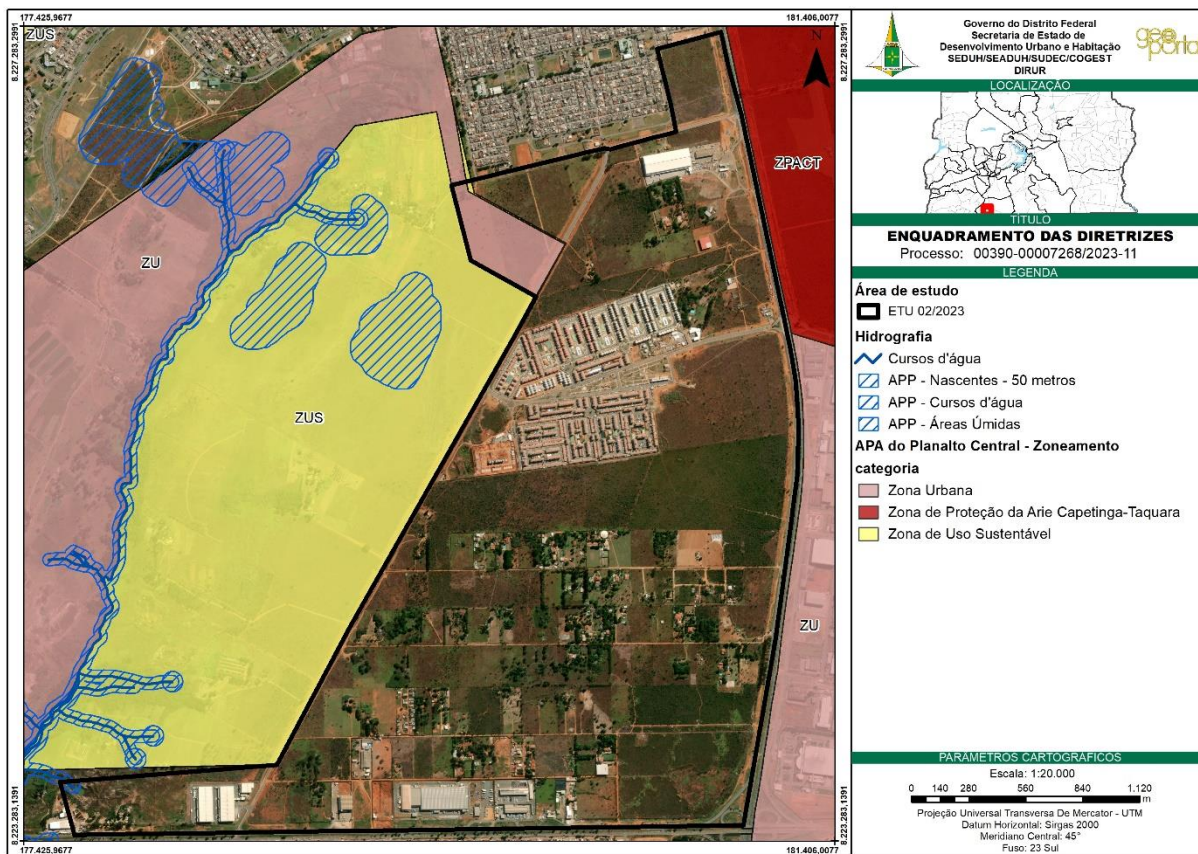 177.425,9677
181.406,0077
8.227.283,2991
8.227.283,2991
ZUS
N
ZPACT
ZU
ZUS
ZU
8.223.283,1391
8.223.283,1391
177.425,9677
181.406,0077
Governo do Distrito Federal
Secretaria de Estado de
Desenvolvimento Urbano e Habitação
SEDUH/SEADUH/SUDEC/COGEST
DIRUR
geoportal
LOCALIZAÇÃO
TÍTULO
ENQUADRAMENTO DAS DIRETRIZES
Processo: 00390-00007268/2023-11
LEGENDA
Área de estudo
ETU 02/2023
Hidrografia
Cursos d'água
APP - Nascentes - 50 metros
APP - Cursos d'água
APP - Áreas Úmidas
APA do Planalto Central - Zoneamento
categoria
Zona Urbana
Zona de Proteção da Arie Capetinga-Taquara
Zona de Uso Sustentável
PARÂMETROS CARTOGRÁFICOS
Escala: 1:20.000
0 140 280 560 840 1.120
m
Projeção Universal Transversa De Mercator - UTM
Datum Horizontal: Sirgas 2000
Meridiano Central: 45°
Fuso: 23 Sul